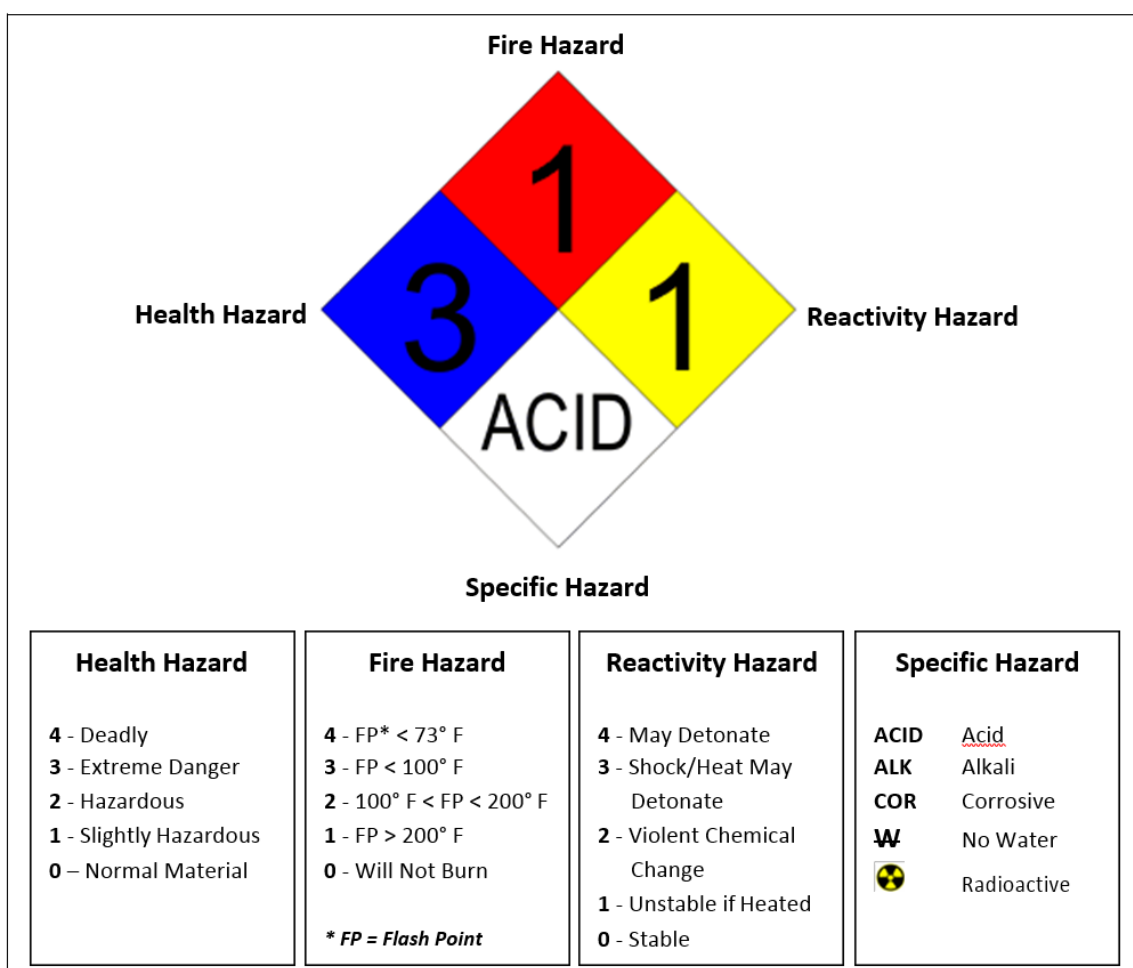 Fire Hazard
1
3
1
Health Hazard
Reactivity Hazard
ACID
Specific Hazard
Health Hazard
4 - Deadly
3 - Extreme Danger
2 - Hazardous
1 - Slightly Hazardous
0 – Normal Material
Fire Hazard
4 - FP* < 73° F
3 - FP < 100° F
2 - 100° F < FP < 200° F
1 - FP > 200° F
0 - Will Not Burn
* FP = Flash Point
Reactivity Hazard
4 - May Detonate
3 - Shock/Heat May
Detonate
2 - Violent Chemical
Change
1 - Unstable if Heated
0 - Stable
Specific Hazard
ACID Acid
ALK Alkali
COR Corrosive
W No Water
Radioactive